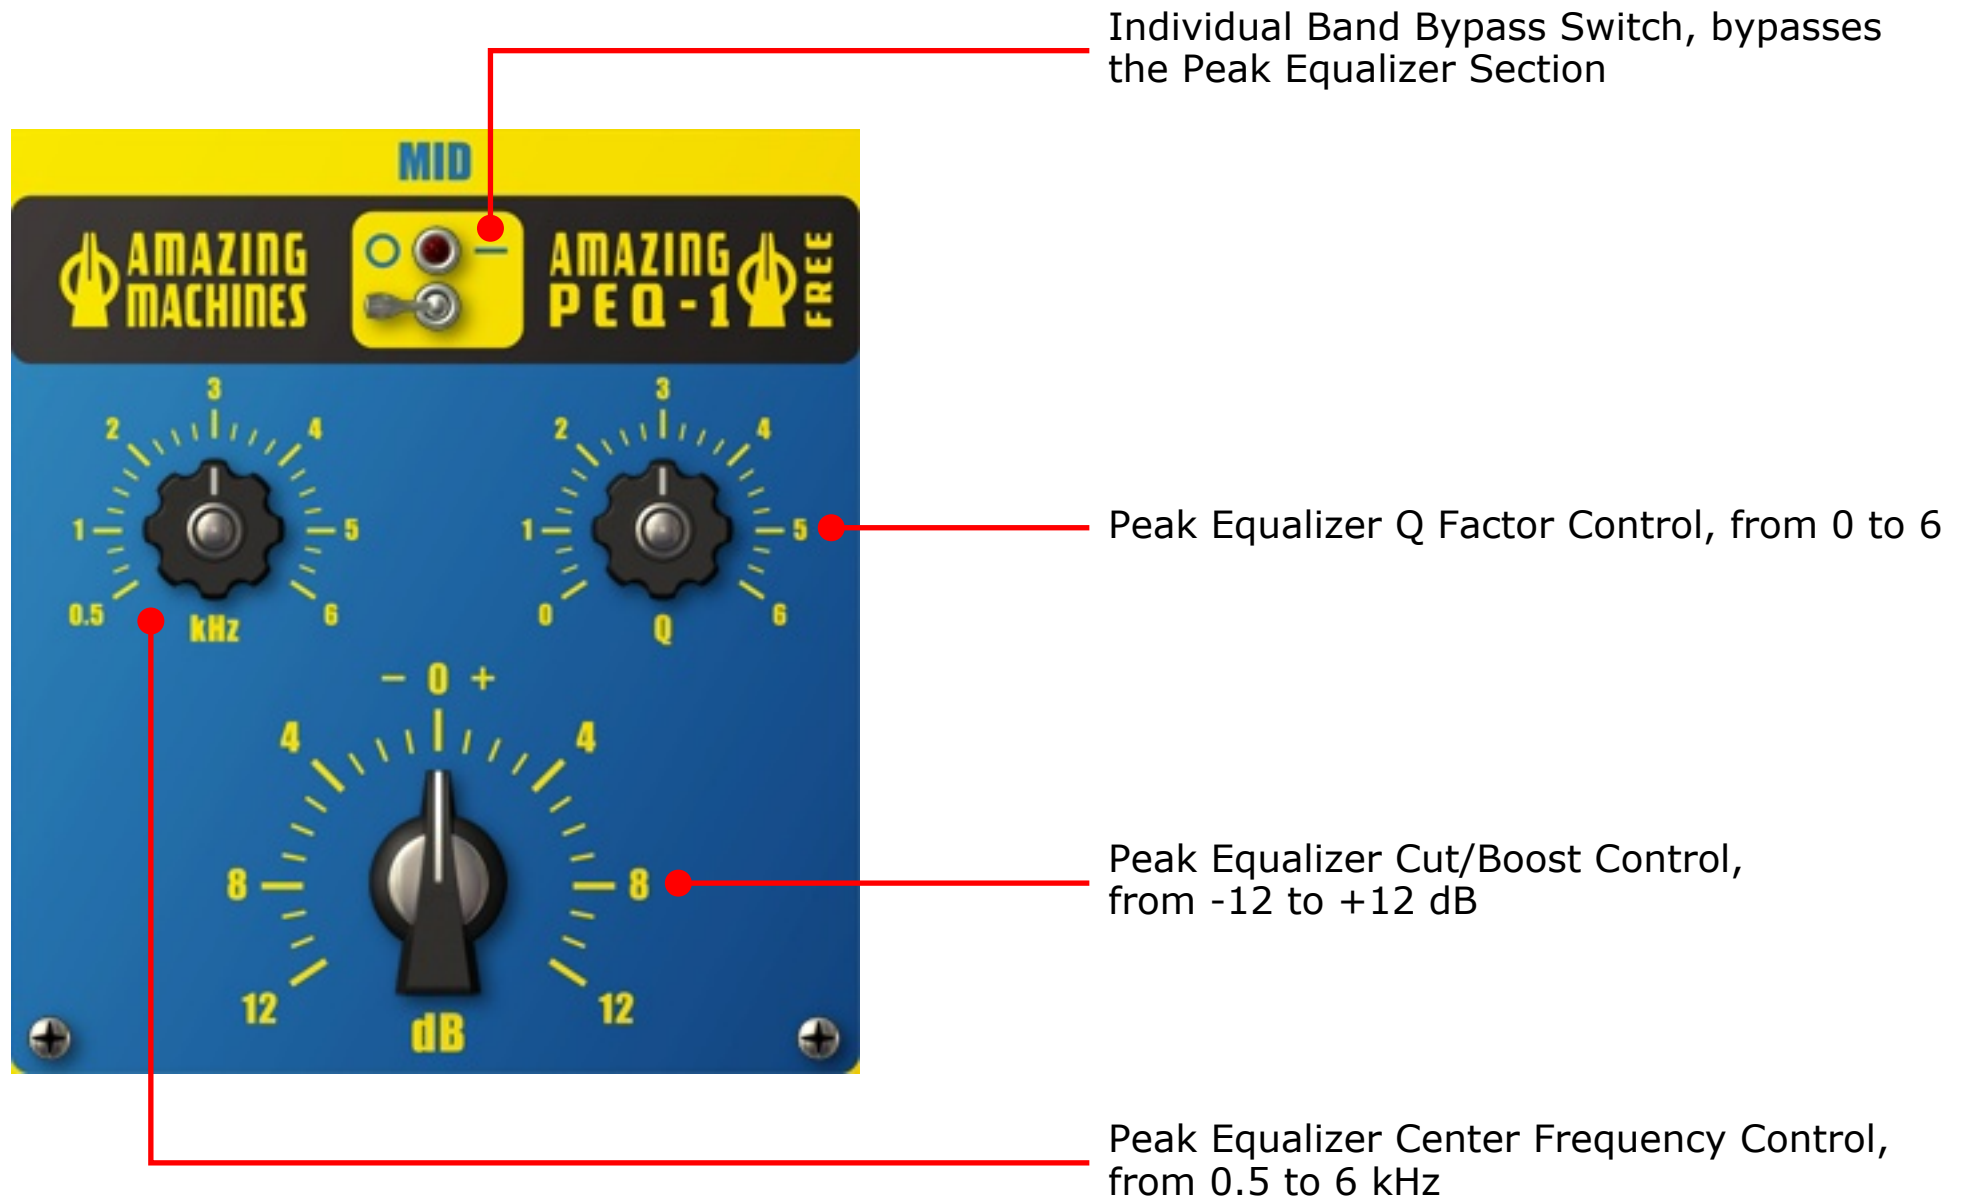 Individual Band Bypass Switch, bypasses
the Peak Equalizer Section
MID
AMAZING
MACHINES
AMAZING
PEQ-1
FREE
3
2 4
1 5
0.5 6
kHz
3
2 4
1 5
0 6
Q
Peak Equalizer Q Factor Control, from 0 to 6
− 0 +
4 4
8 8
12 12
dB
Peak Equalizer Cut/Boost Control,
from -12 to +12 dB
Peak Equalizer Center Frequency Control,
from 0.5 to 6 kHz